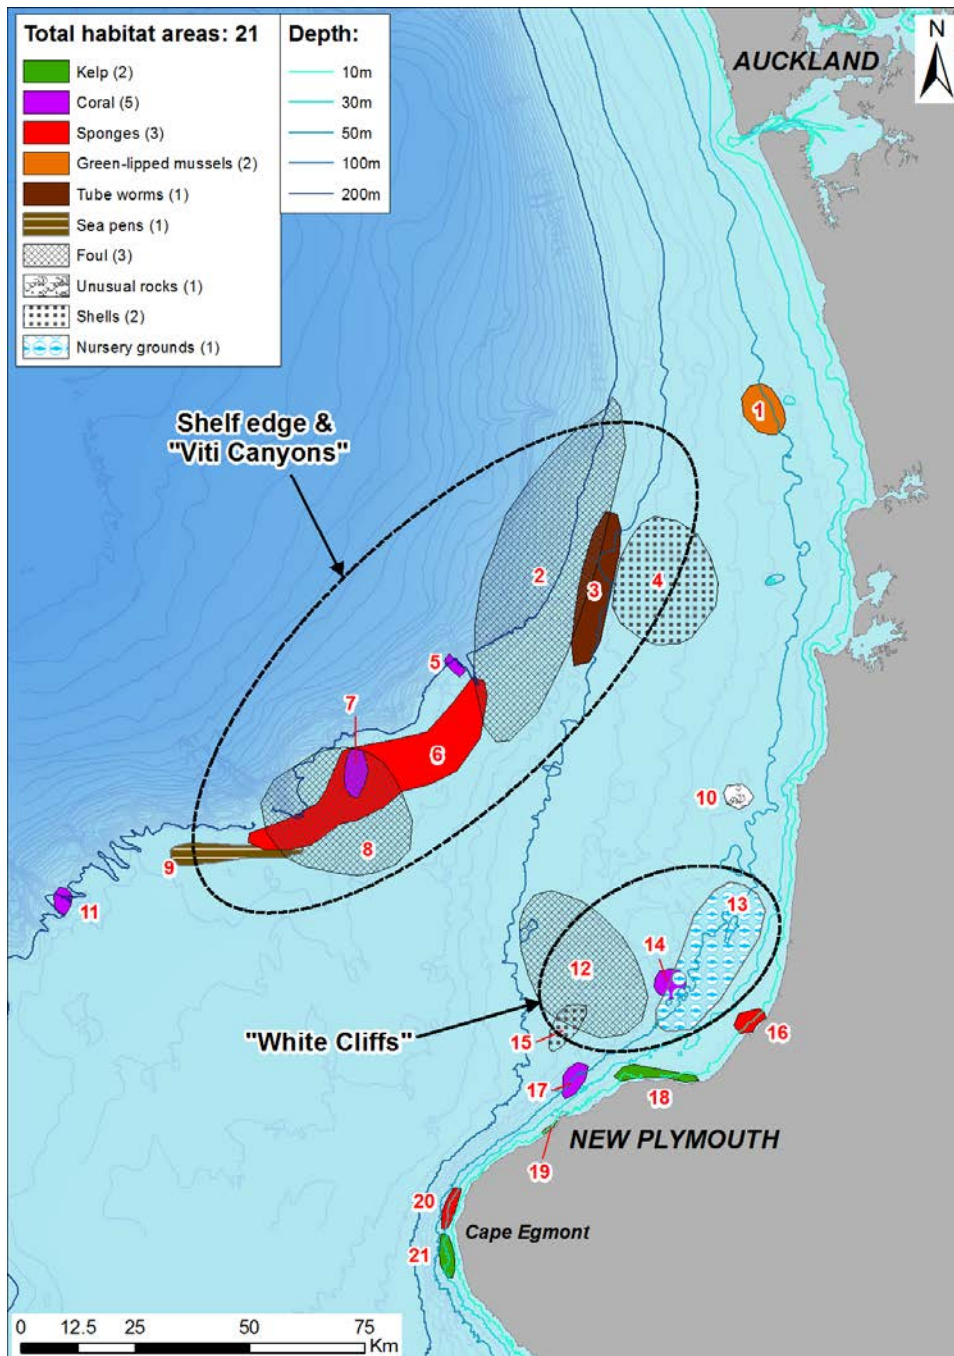 Total habitat areas: 21
Kelp (2)
Coral (5)
Sponges (3)
Green-lipped mussels (2)
Tube worms (1)
Sea pens (1)
Foul (3)
Unusual rocks (1)
Shells (2)
Nursery grounds (1)
Depth:
10m
30m
50m
100m
200m
AUCKLAND
N
Shelf edge &
"Viti Canyons"
1
2
3
4
5
6
7
8
9
10
11
12
13
14
"White Cliffs"
15
16
17
18
NEW PLYMOUTH
19
20
Cape Egmont
21
0 12.5 25 50 75
Km